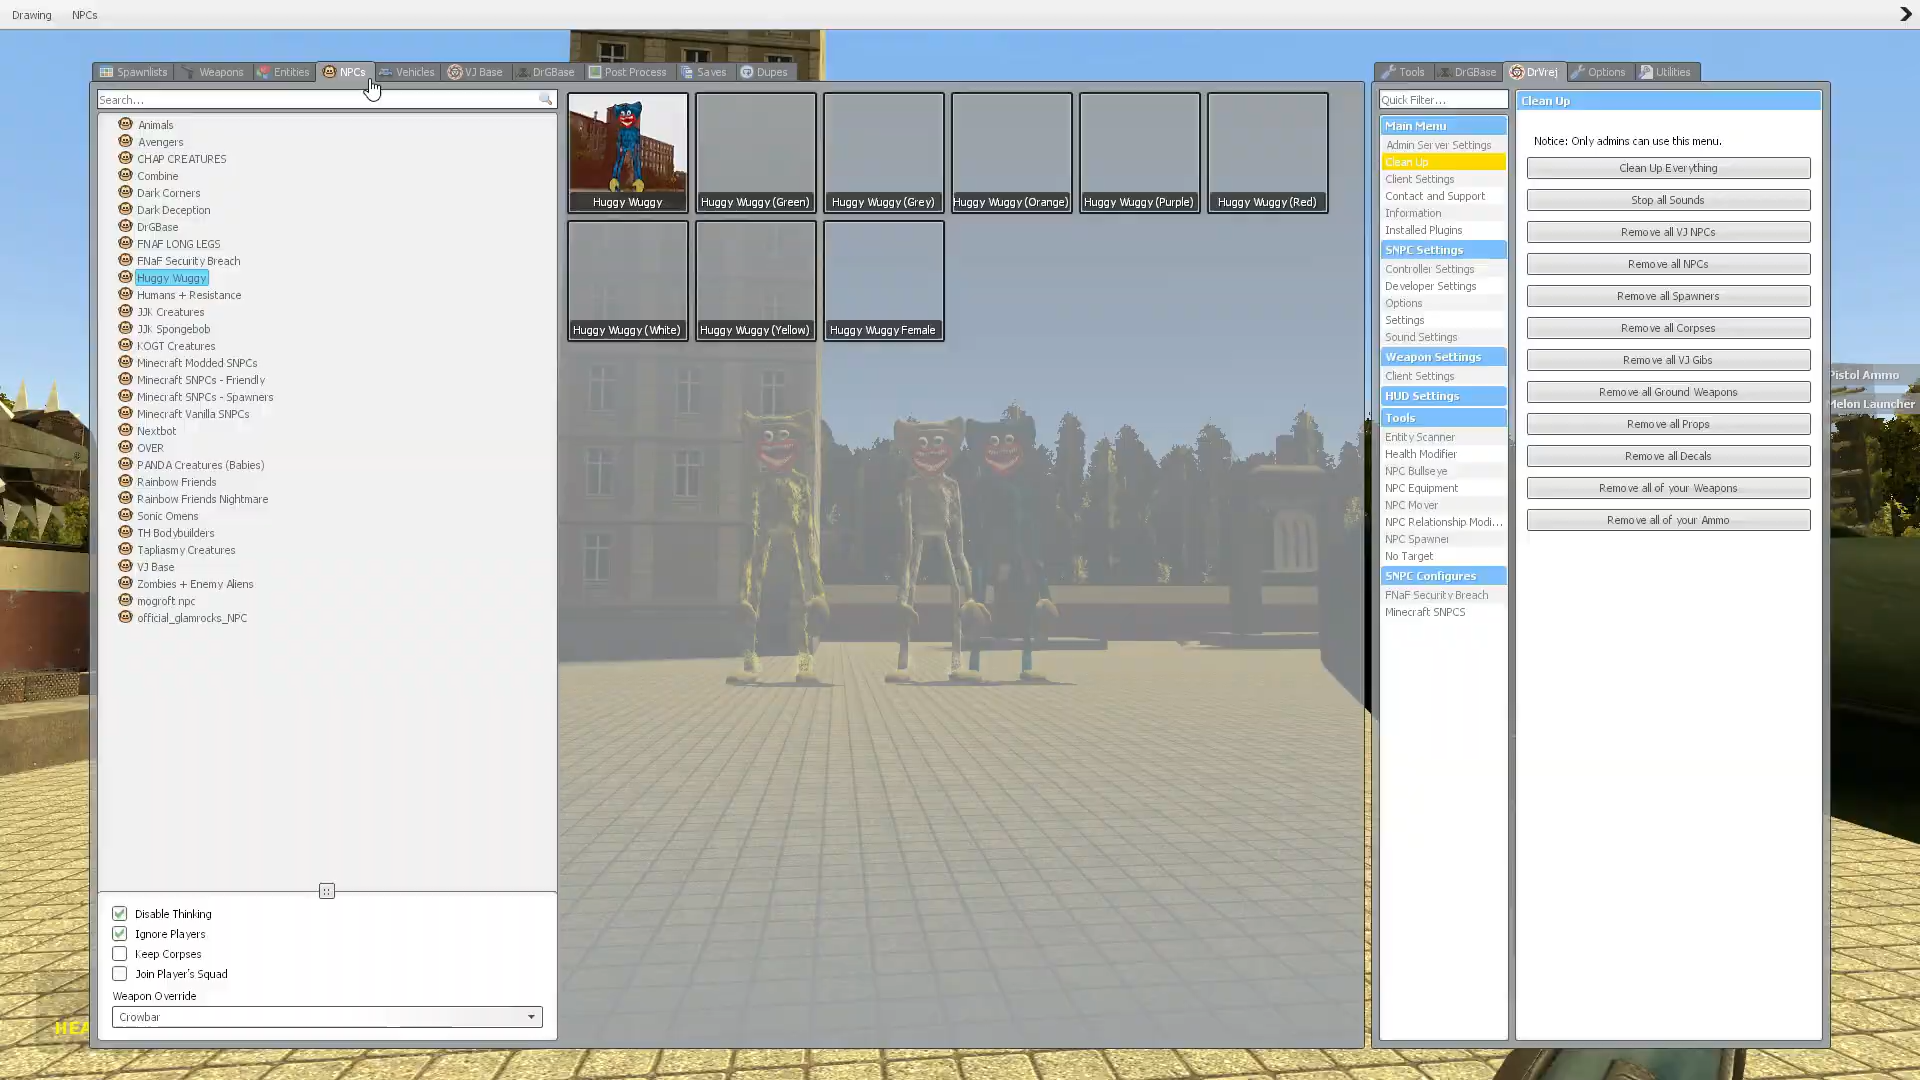 Drawing NPCs
Spawnlists Weapons Entities NPCs Vehicles VJ Base DrGBase Post Process Saves Dupes
Tools DrGBase DrVrej Options Utilities
Search...
Animals
Avengers
CHAP CREATURES
Combine
Dark Corners
Dark Deception
DrGBase
FNAF LONG LEGS
FNaF Security Breach
Huggy Wuggy
Humans + Resistance
JJK Creatures
JJk Spongebob
KOGT Creatures
Minecraft Modded SNPCs
Minecraft SNPCs - Friendly
Minecraft SNPCs - Spawners
Minecraft Vanilla SNPCs
Nextbot
OVER
PANDA Creatures (Babies)
Rainbow Friends
Rainbow Friends Nightmare
Sonic Omens
TH Bodybuilders
Tapliasmy Creatures
VJ Base
Zombies + Enemy Aliens
mogroft npc
official_glamrocks_NPC
Disable Thinking
Ignore Players
Keep Corpses
Join Player's Squad
Weapon Override
Crowbar
Huggy Wuggy Huggy Wuggy (Green) Huggy Wuggy (Grey) Huggy Wuggy (Orange) Huggy Wuggy (Purple) Huggy Wuggy (Red)
Huggy Wuggy (White) Huggy Wuggy (Yellow) Huggy Wuggy Female
Quick Filter...
Main Menu
Admin Server Settings
Clean Up
Client Settings
Contact and Support
Information
Installed Plugins
SNPC Settings
Controller Settings
Developer Settings
Options
Settings
Sound Settings
Weapon Settings
Client Settings
HUD Settings
Tools
Entity Scanner
Health Modifier
NPC Bullseye
NPC Equipment
NPC Mover
NPC Relationship Modi...
NPC Spawner
No Target
SNPC Configures
FNaF Security Breach
Minecraft SNPCS
Clean Up
Notice: Only admins can use this menu.
Clean Up Everything
Stop all Sounds
Remove all VJ NPCs
Remove all NPCs
Remove all Spawners
Remove all Corpses
Remove all VJ Gibs
Remove all Ground Weapons
Remove all Props
Remove all Decals
Remove all of your Weapons
Remove all of your Ammo
Pistol Ammo
Melon Launcher
HEA